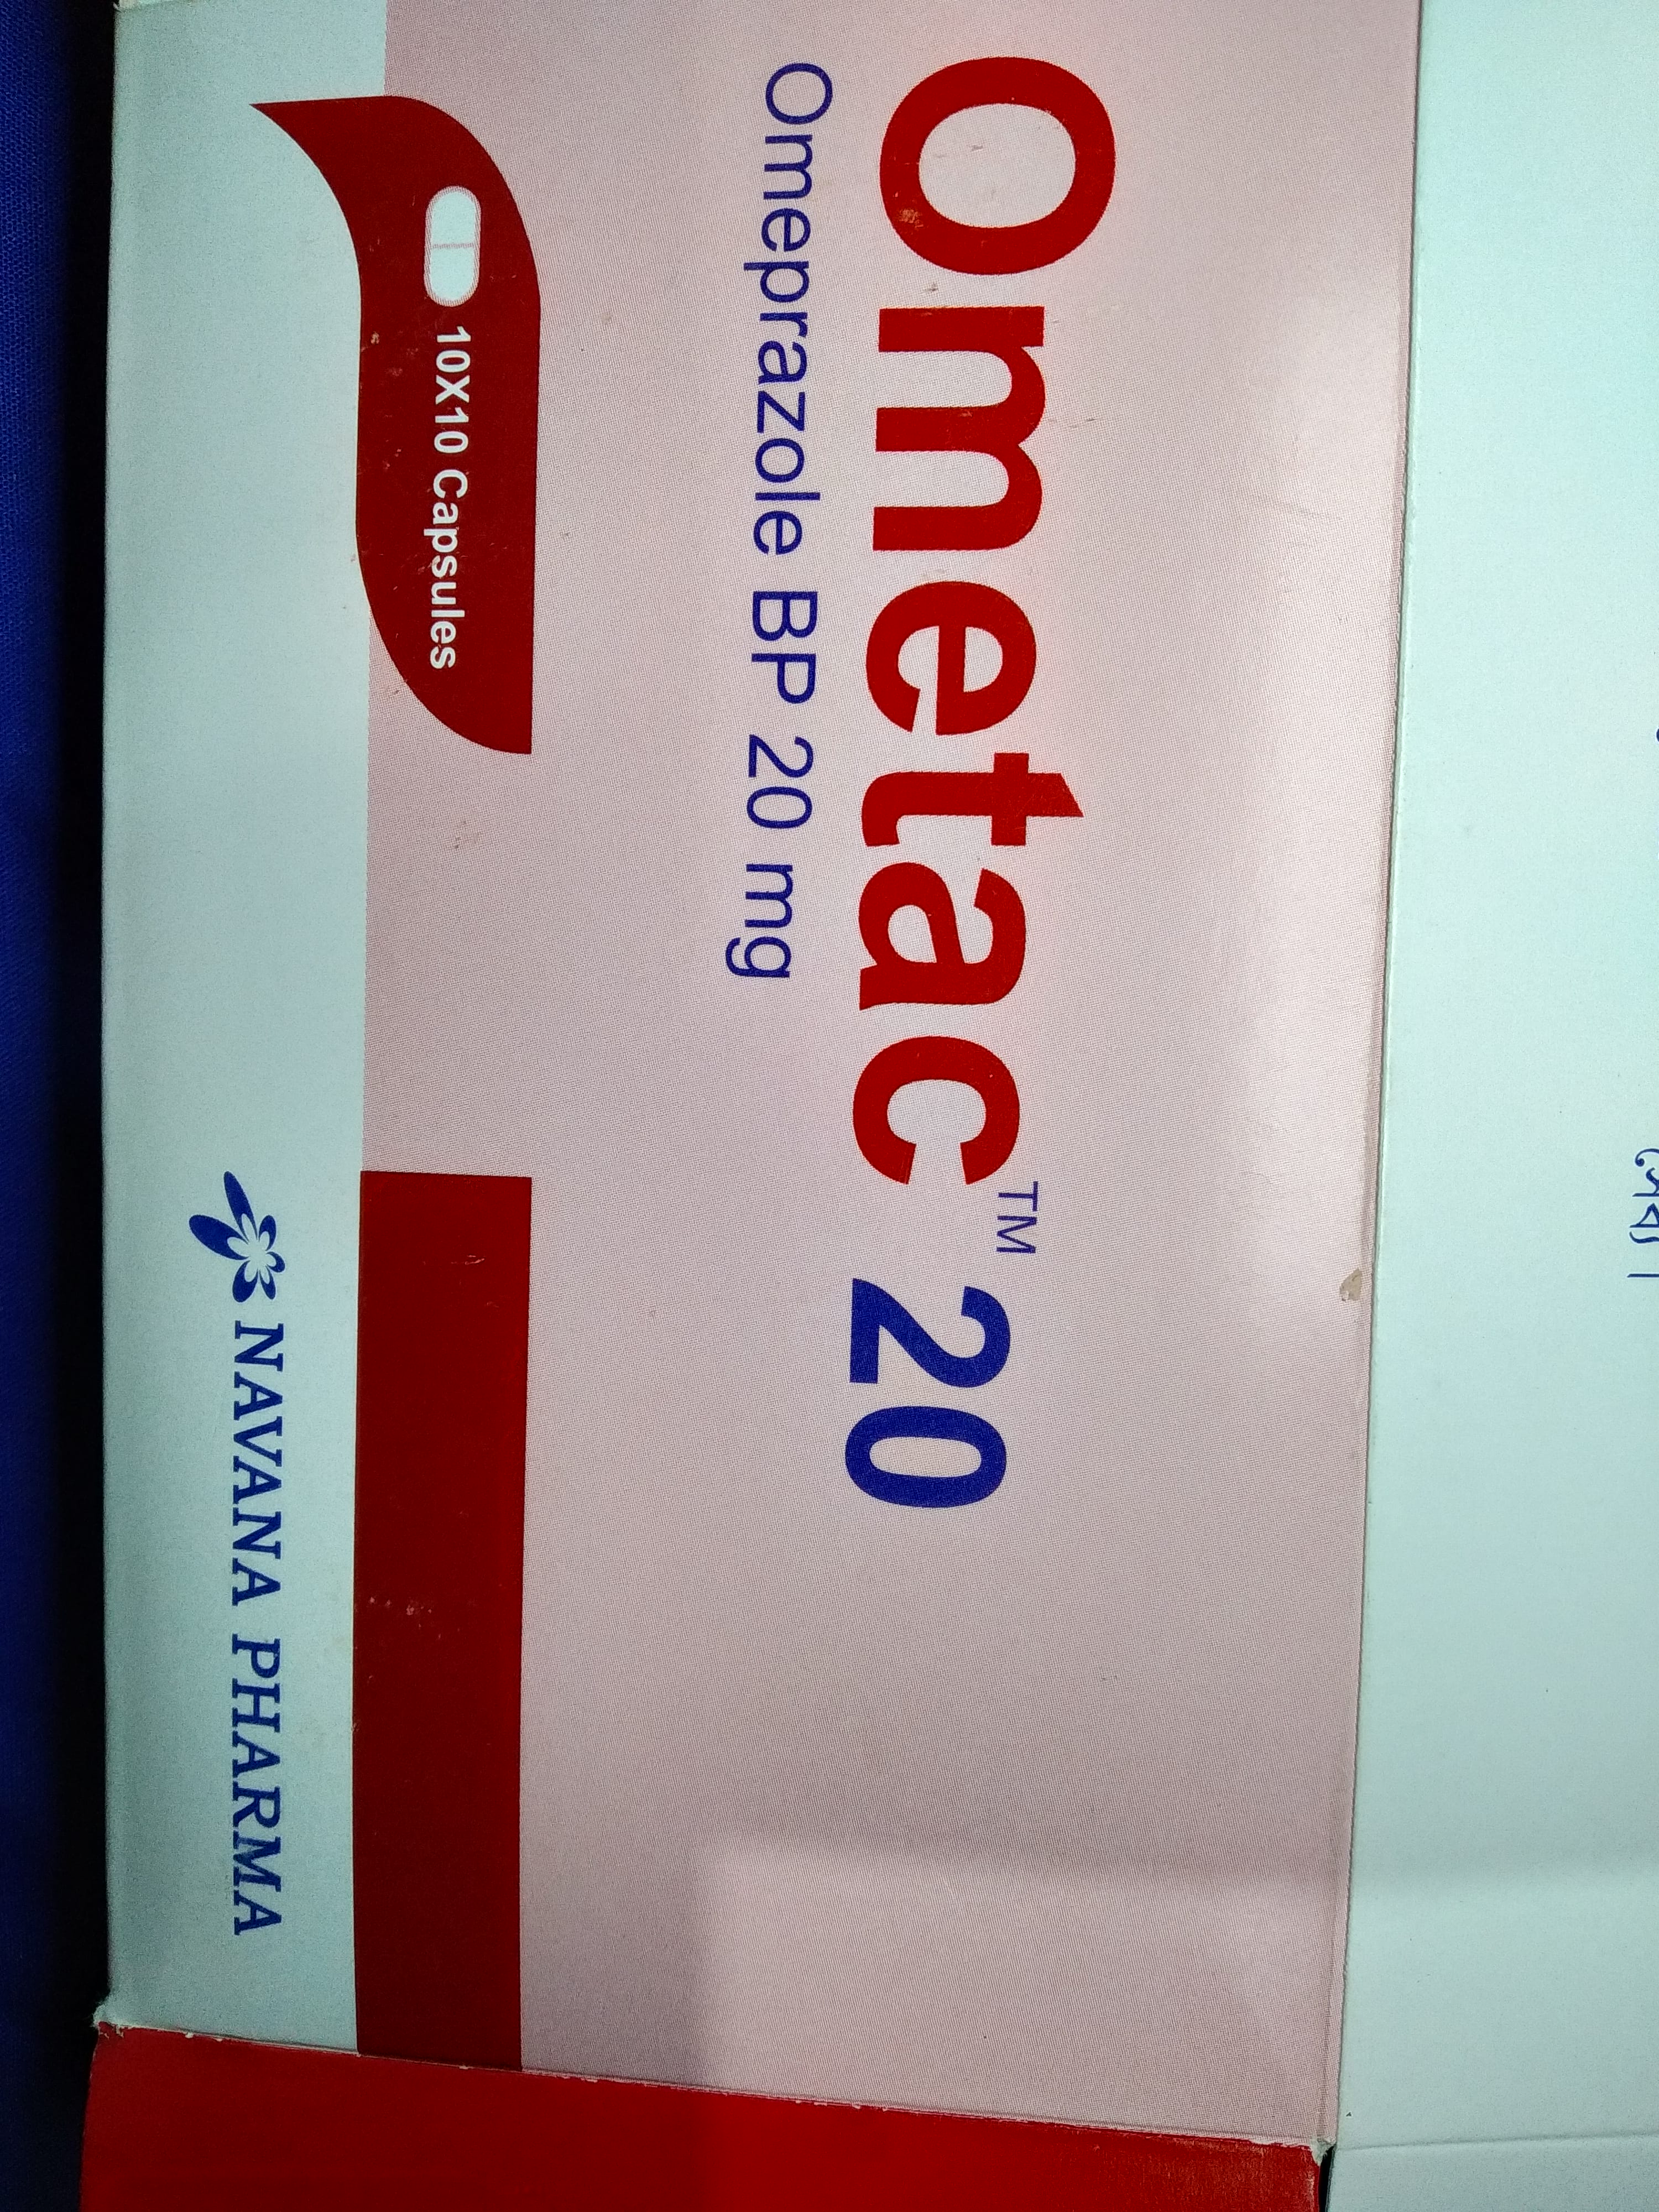 সেব্য।
Ometac™ 20
Omeprazole BP 20 mg
10X10 Capsules
NAVANA PHARMA